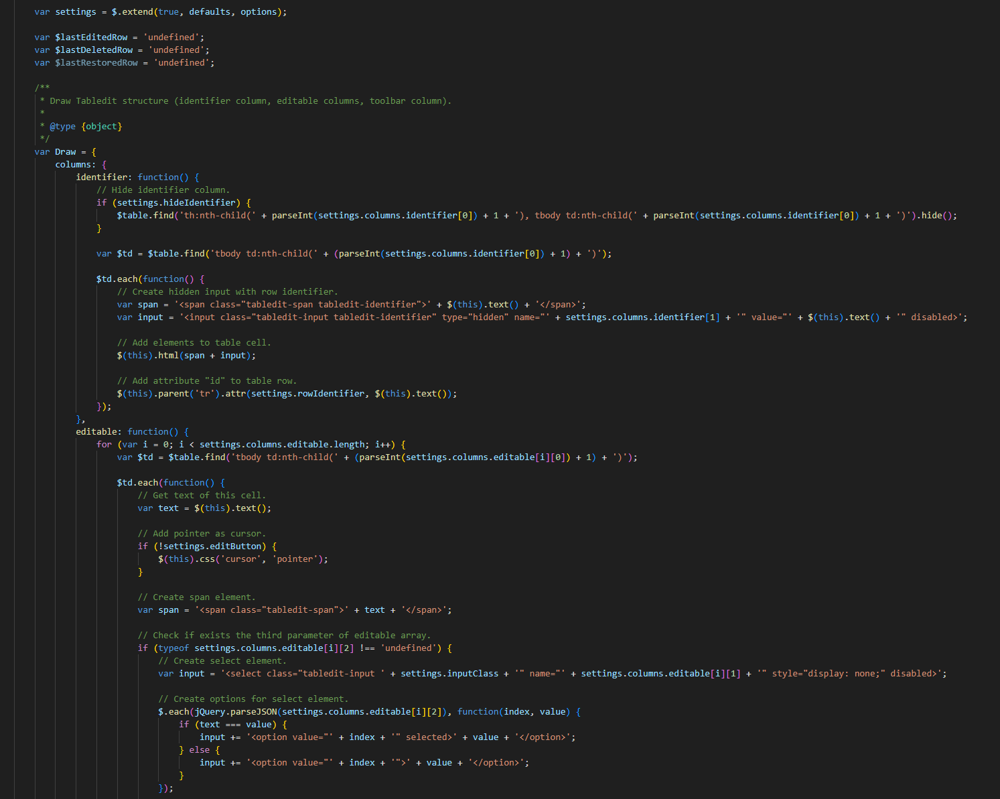 var settings = $.extend(true, defaults, options);
var $lastEditedRow = 'undefined';
var $lastDeletedRow = 'undefined';
var $lastRestoredRow = 'undefined';
/**
* Draw Tabledit structure (identifier column, editable columns, toolbar column).
*
* @type {object}
*/
var Draw = {
columns: {
identifier: function() {
// Hide identifier column.
if (settings.hideIdentifier) {
$table.find('th:nth-child(' + parseInt(settings.columns.identifier[0]) + 1 + '), tbody td:nth-child(' + parseInt(settings.columns.identifier[0]) + 1 + ')').hide();
}
var $td = $table.find('tbody td:nth-child(' + (parseInt(settings.columns.identifier[0]) + 1) + ')');
$td.each(function() {
// Create hidden input with row identifier.
var span = '<span class="tabledit-span tabledit-identifier">' + $(this).text() + '</span>';
var input = '<input class="tabledit-input tabledit-identifier" type="hidden" name="' + settings.columns.identifier[1] + '" value="' + $(this).text() + '" disabled>';
// Add elements to table cell.
$(this).html(span + input);
// Add attribute "id" to table row.
$(this).parent('tr').attr(settings.rowIdentifier, $(this).text());
});
},
editable: function() {
for (var i = 0; i < settings.columns.editable.length; i++) {
var $td = $table.find('tbody td:nth-child(' + (parseInt(settings.columns.editable[i][0]) + 1) + ')');
$td.each(function() {
// Get text of this cell.
var text = $(this).text();
// Add pointer as cursor.
if (!settings.editButton) {
$(this).css('cursor', 'pointer');
}
// Create span element.
var span = '<span class="tabledit-span">' + text + '</span>';
// Check if exists the third parameter of editable array.
if (typeof settings.columns.editable[i][2] !== 'undefined') {
// Create select element.
var input = '<select class="tabledit-input ' + settings.inputClass + '" name="' + settings.columns.editable[i][1] + '" style="display: none;" disabled>';
// Create options for select element.
$.each(jQuery.parseJSON(settings.columns.editable[i][2]), function(index, value) {
if (text === value) {
input += '<option value="' + index + '" selected>' + value + '</option>';
} else {
input += '<option value="' + index + '">' + value + '</option>';
}
});